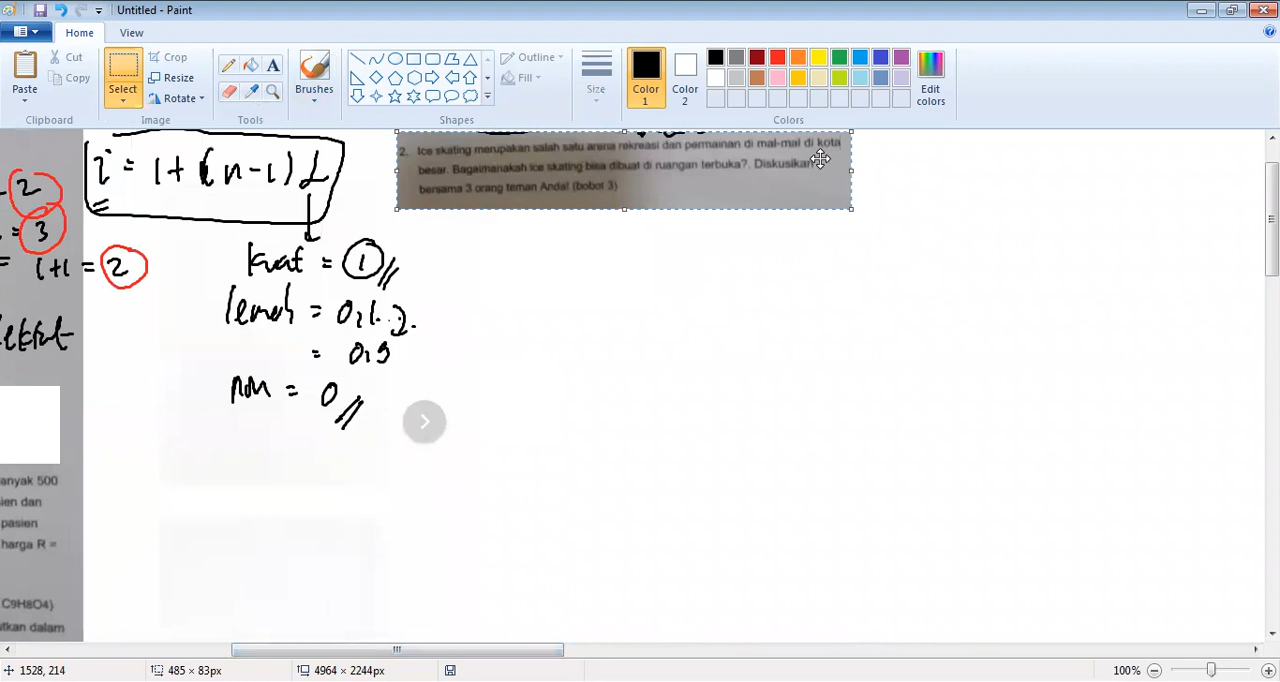 Untitled - Paint
Home
View
Paste
Cut
Copy
Clipboard
Select
Crop
Resize
Rotate
Image
Tools
Brushes
Shapes
Outline
Fill
Size
Color 1
Color 2
Edit colors
Colors
i = 1 + (n - 1) α
2
3
1+1 = 2
kuat = 1
lemah = 0,1..2.
= 0,9
non = 0
2. Ice skating merupakan salah satu arena rekreasi dan permainan di mal-mal di kota
besar. Bagaimanakah ice skating bisa dibuat di ruangan terbuka?. Diskusikan
bersama 3 orang teman Anda! (bobot 3)
anyak 500
sien dan
pasien
harga R =
C9H8O4)
utkan dalam
1528, 214
485 × 83px
4964 × 2244px
100%